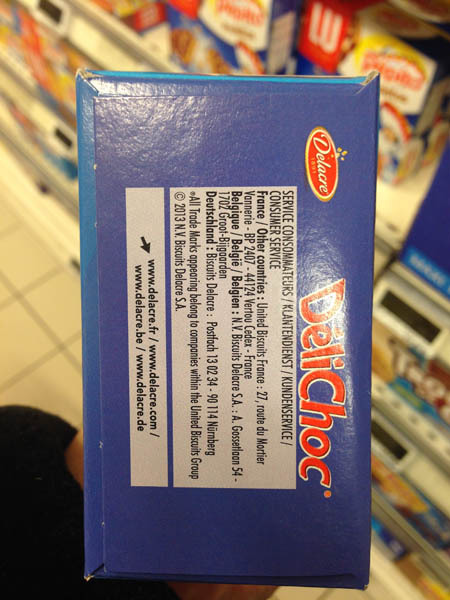 Delacre
DéliChoc
SERVICE CONSOMMATEURS / KLANTENDIENST / KUNDENSERVICE /
CONSUMER SERVICE
France / Other countries : United Biscuits France : 27, route du Mortier
Vannerie - BP 2407 - 44124 Vertou Cedex - France
Belgique / België / Belgien : N.V. Biscuits Delacre S.A. : A. Gossetlaan 54 -
1702 Groot-Bijgaarden
Deutschland : Biscuits Delacre : Postfach 13 02 34 - 90 114 Nürnberg
®All Trade Marks appearing belong to companies within the United Biscuits Group
© 2013 N.V. Biscuits Delacre S.A.
www.delacre.fr / www.delacre.com /
www.delacre.be / www.delacre.de
LU